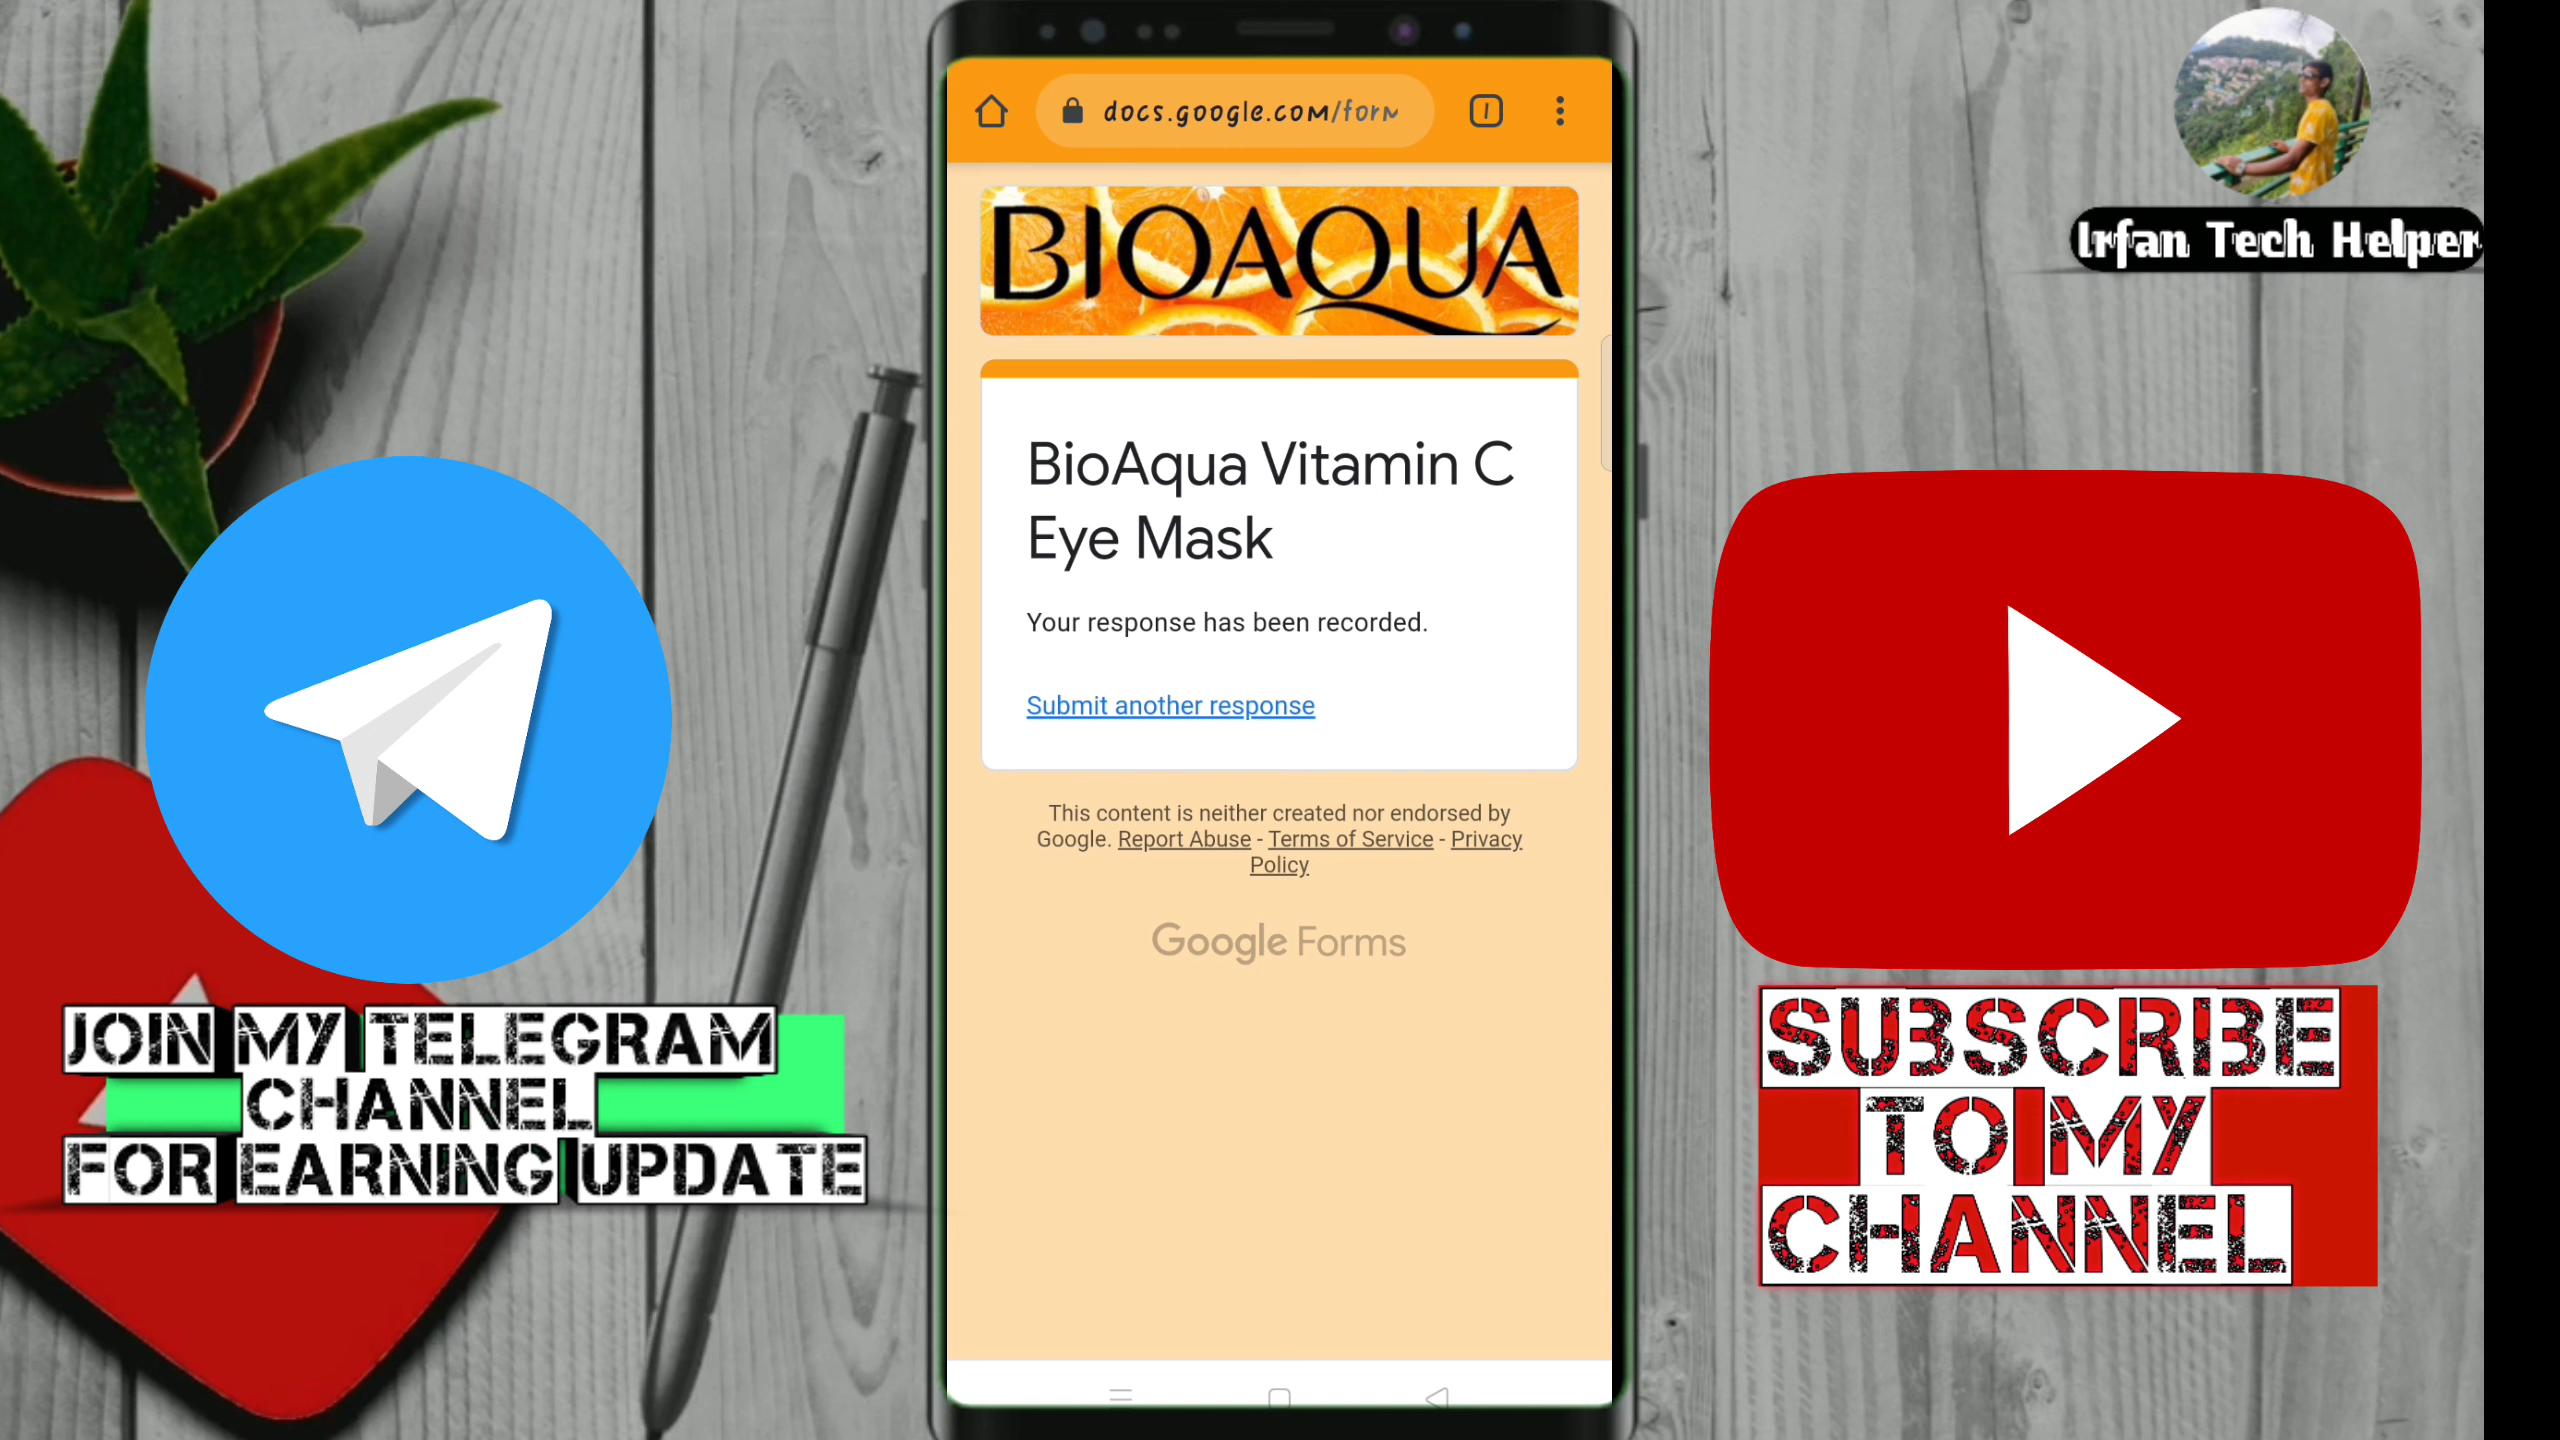 docs.google.com/form
BIOAQUA
BioAqua Vitamin C
Eye Mask
Your response has been recorded.
Submit another response
This content is neither created nor endorsed by
Google. Report Abuse - Terms of Service - Privacy
Policy
Google Forms
Irfan Tech Helper
JOIN MY TELEGRAM
CHANNEL
FOR EARNING UPDATE
SUBSCRIBE
TO MY
CHANNEL